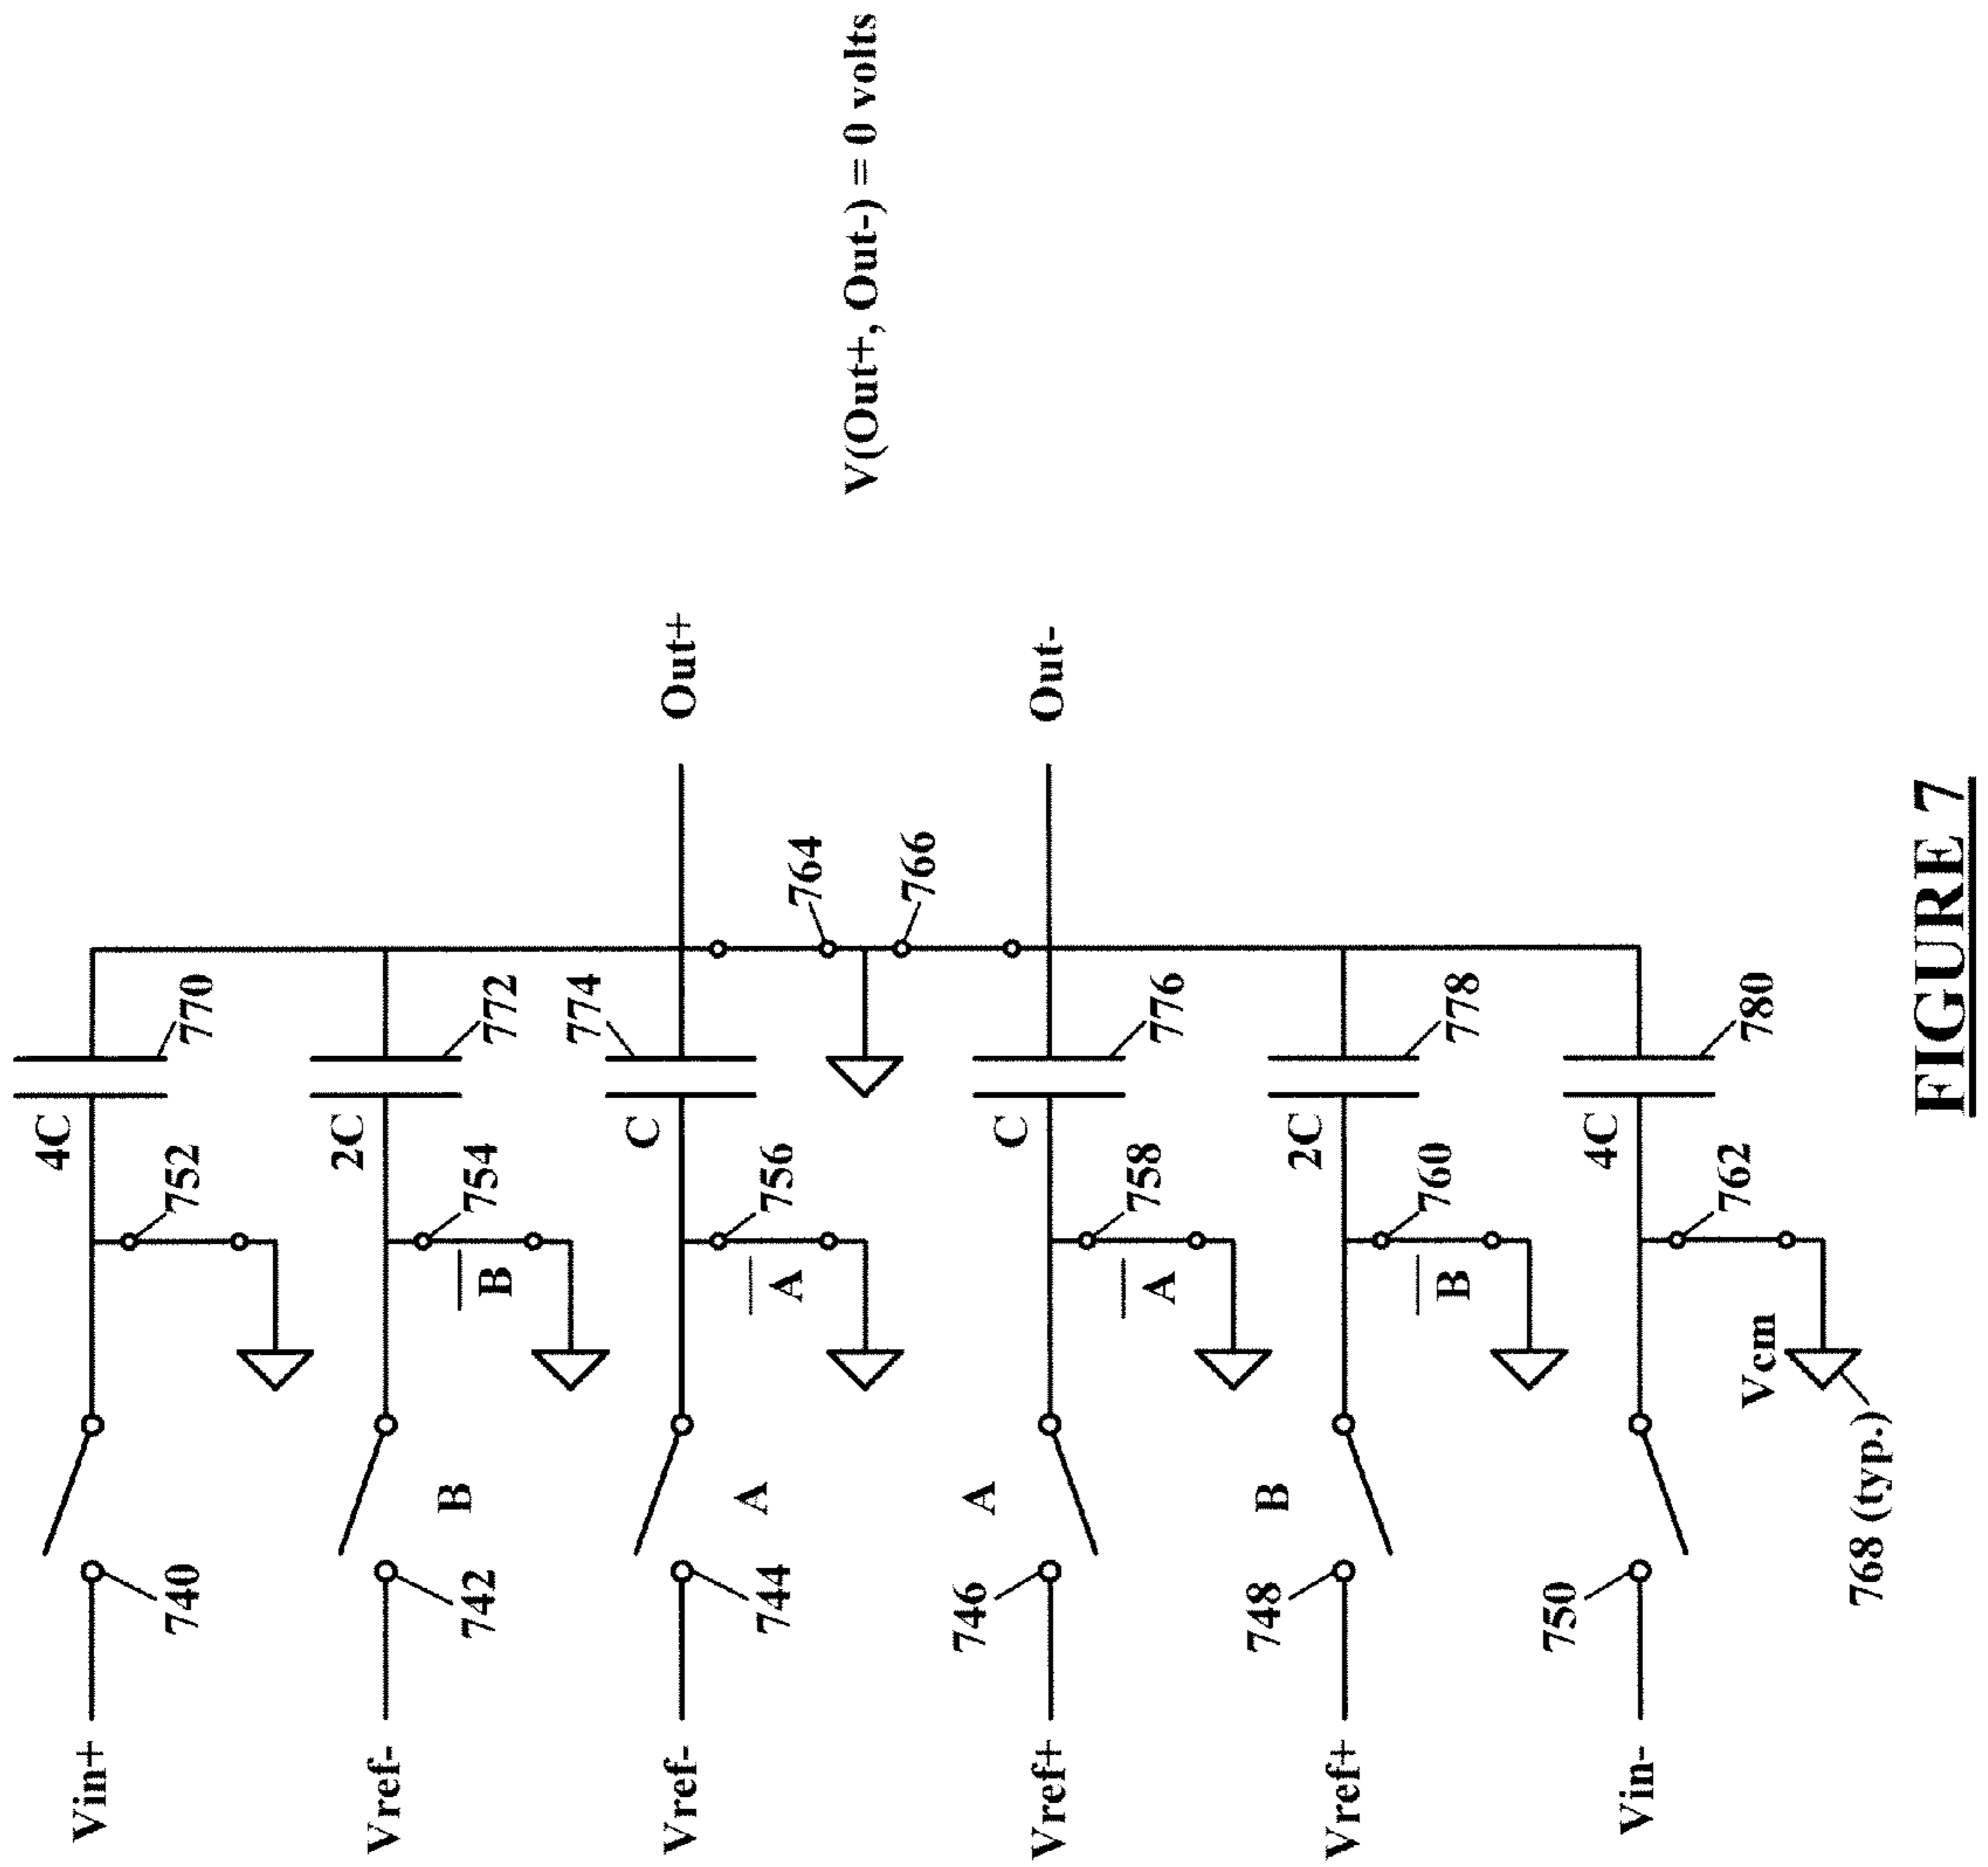 4C
Vin+
740
752
770
2C
Vref-
B
742
754
B̅
772
774
C
Vref-
Out+
A
744
756
A̅
764
V(Out+, Out-) = 0 volts
766
746
A
C
Vref+
Out-
758
A̅
776
748
B
2C
Vref+
760
B̅
778
750
4C
Vin-
762
Vcm
780
768 (typ.)
FIGURE 7